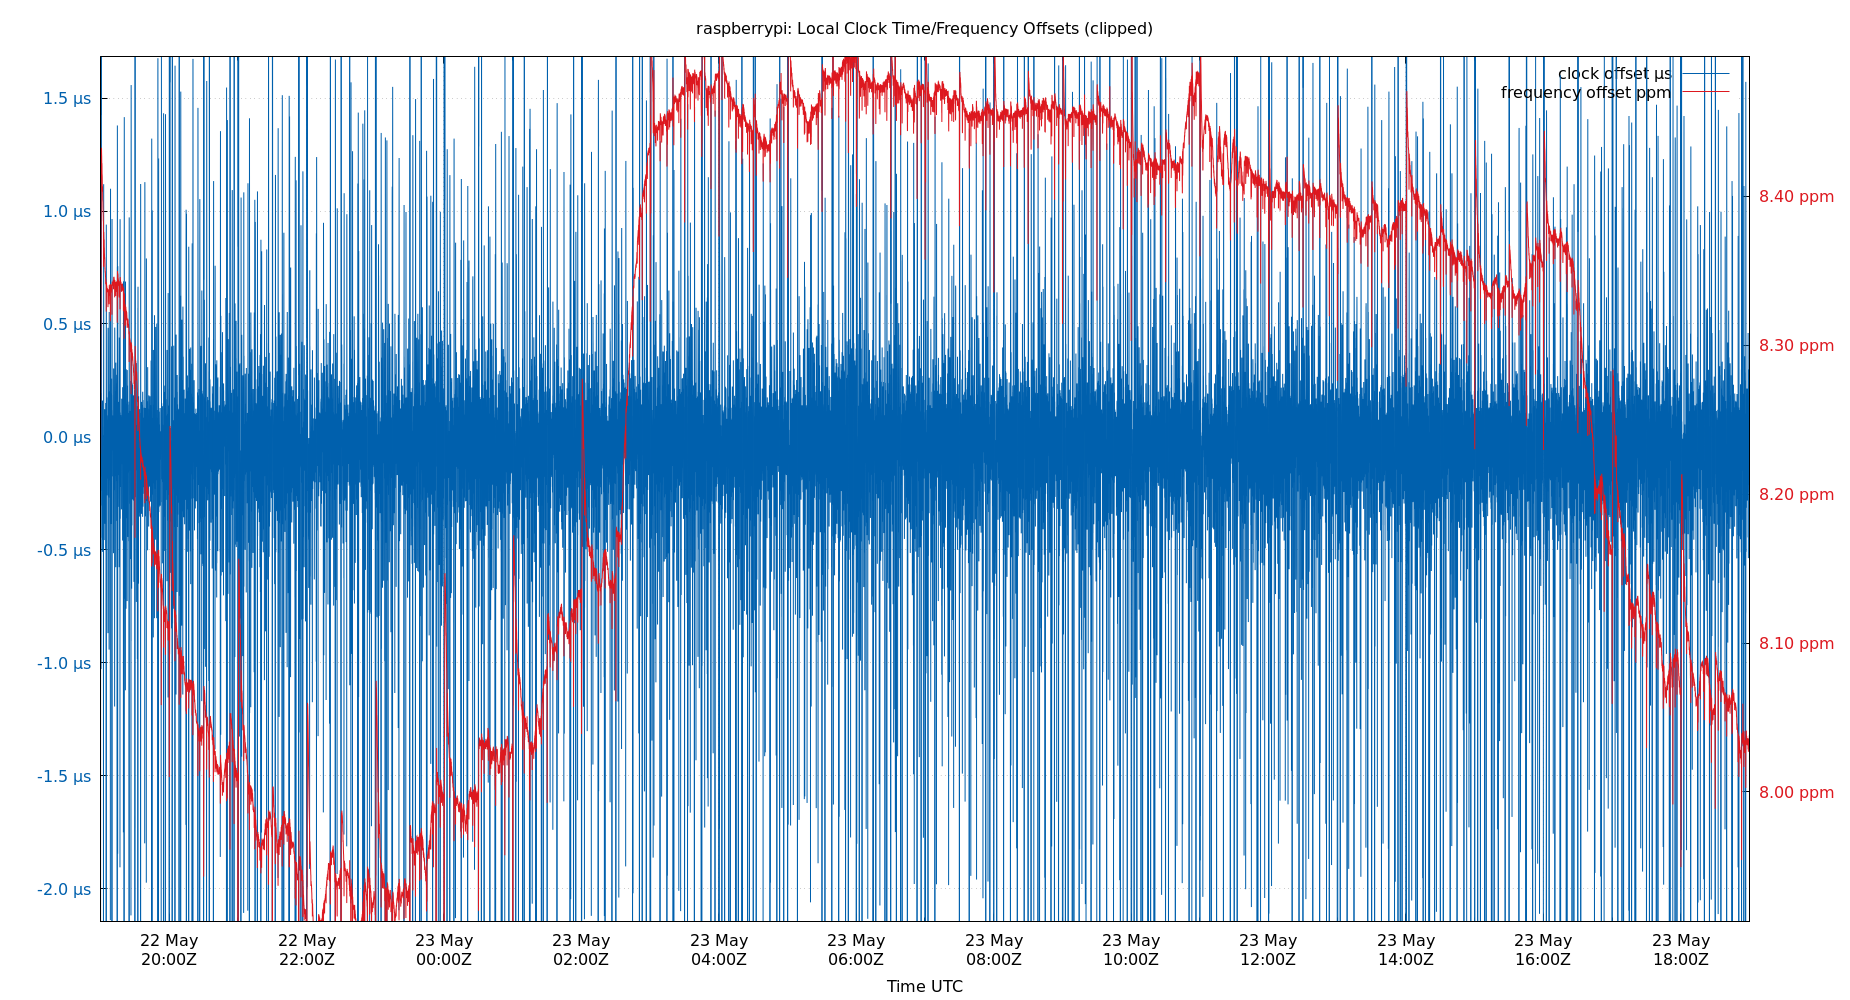 raspberrypi: Local Clock Time/Frequency Offsets (clipped)
clock offset µs
frequency offset ppm
1.5 µs
1.0 µs
0.5 µs
0.0 µs
-0.5 µs
-1.0 µs
-1.5 µs
-2.0 µs
8.40 ppm
8.30 ppm
8.20 ppm
8.10 ppm
8.00 ppm
22 May 22 May 23 May 23 May 23 May 23 May 23 May 23 May 23 May 23 May 23 May 23 May
20:00Z 22:00Z 00:00Z 02:00Z 04:00Z 06:00Z 08:00Z 10:00Z 12:00Z 14:00Z 16:00Z 18:00Z
Time UTC